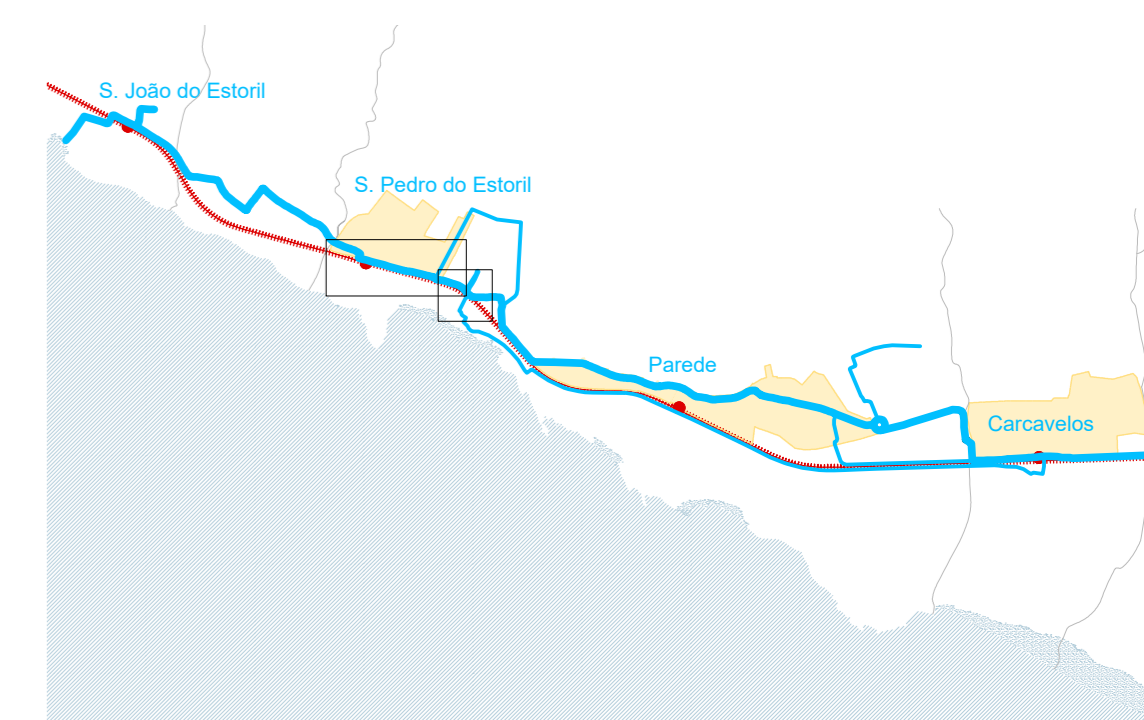 S. João do Estoril
S. Pedro do Estoril
Parede
Carcavelos